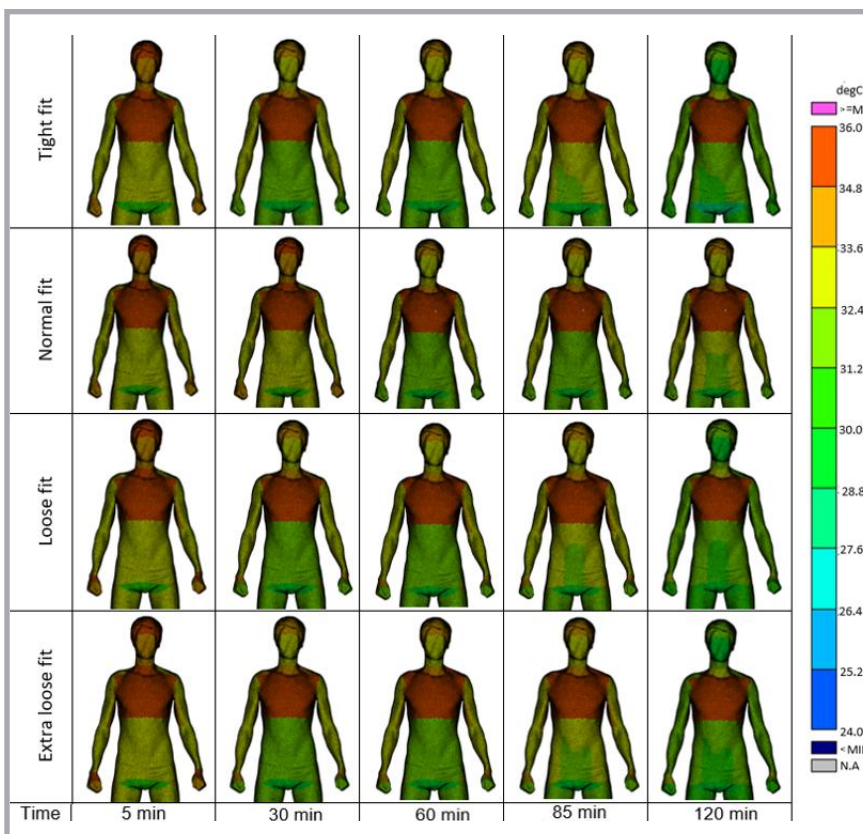 Tight fit
Normal fit
Loose fit
Extra loose fit
Time 5 min 30 min 60 min 85 min 120 min
degC
>=M
36.0
34.8
33.6
32.4
31.2
30.0
28.8
27.6
26.4
25.2
24.0
<MII
N.A